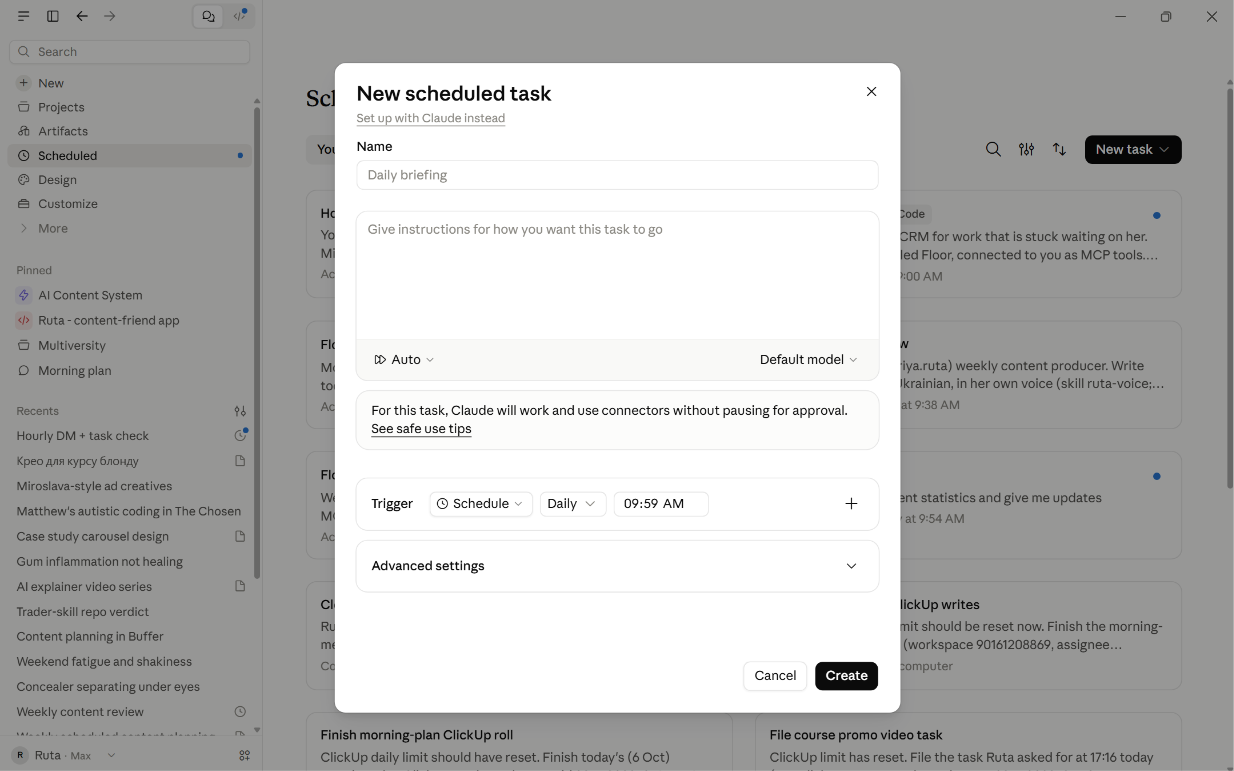 Search
New
Projects
Artifacts
Scheduled
Design
Customize
More
Pinned
AI Content System
Ruta - content-friend app
Multiversity
Morning plan
Recents
Hourly DM + task check
Крео для курсу блонду
Miroslava-style ad creatives
Matthew's autistic coding in The Chosen
Case study carousel design
Gum inflammation not healing
AI explainer video series
Trader-skill repo verdict
Content planning in Buffer
Weekend fatigue and shakiness
Concealer separating under eyes
Weekly content review
R Ruta · Max
New scheduled task
Set up with Claude instead
Name
Daily briefing
Give instructions for how you want this task to go
Auto
Default model
For this task, Claude will work and use connectors without pausing for approval.
See safe use tips
Trigger
Schedule
Daily
09:59 AM
Advanced settings
Cancel
Create
New task
Code
CRM for work that is stuck waiting on her.
Floor, connected to you as MCP tools....
9:00 AM
weekly content producer. Write
in her own voice (skill ruta-voice;...
at 9:38 AM
statistics and give me updates
at 9:54 AM
writes
should be reset now. Finish the morning-
(workspace 90161208869, assignee...
computer
Finish morning-plan ClickUp roll
ClickUp daily limit should have reset. Finish today's (6 Oct)
File course promo video task
ClickUp limit has reset. File the task Ruta asked for at 17:16 today